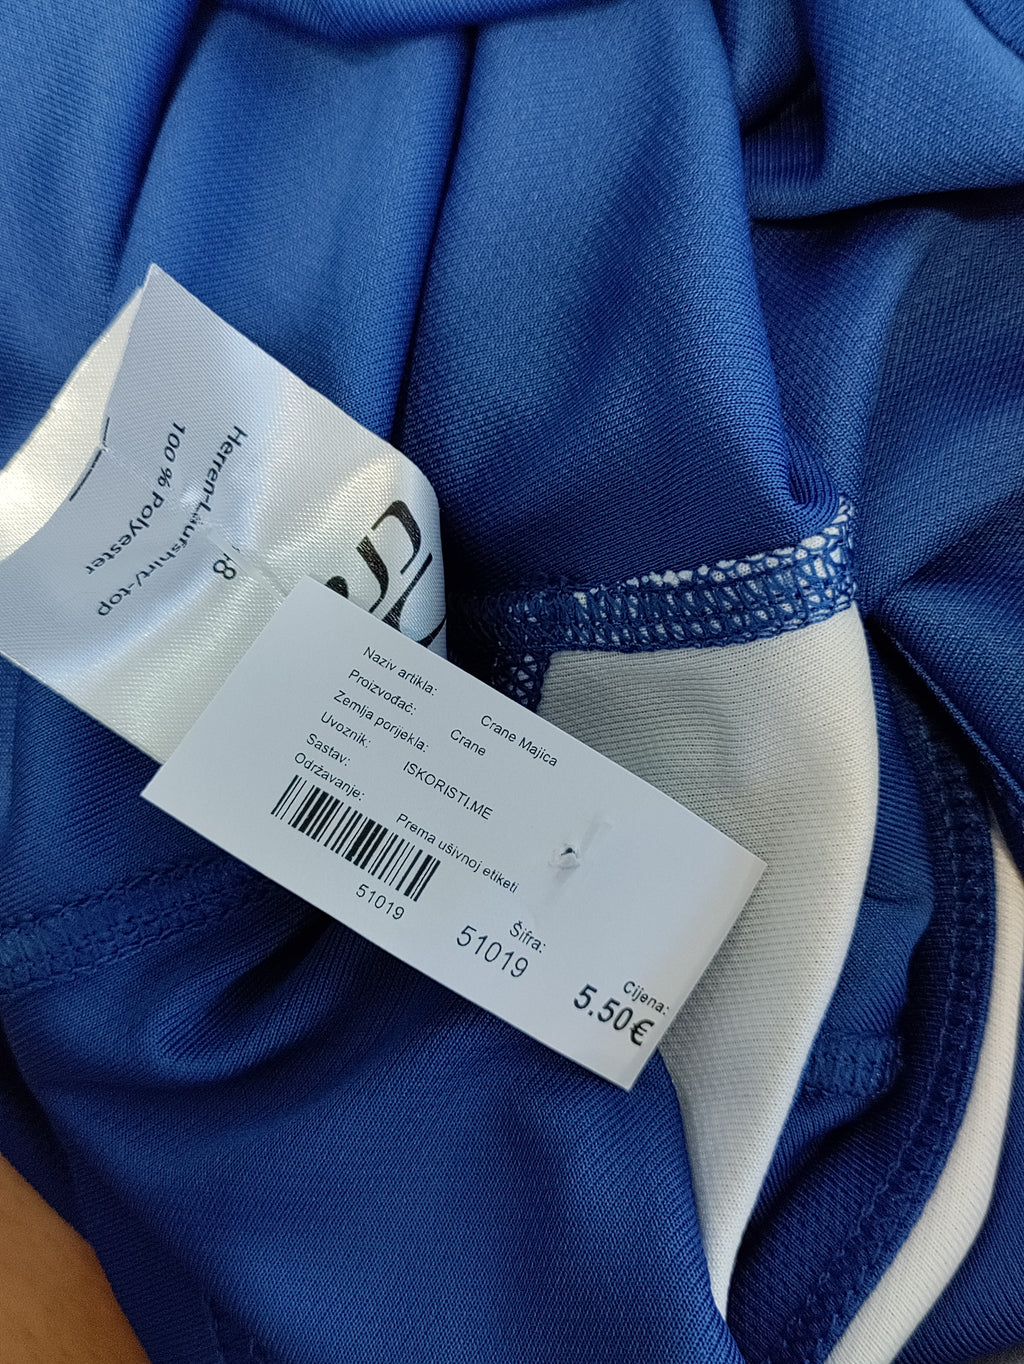 Herren-Laufshirt/-top
100 % Polyester
Naziv artikla: Crane Majica
Proizvođač: Crane
Zemlja porijekla:
Uvoznik: ISKORISTI.ME
Sastav:
Održavanje: Prema ušivnoj etiketi
51019
Šifra:
51019
Cijena:
5.50€